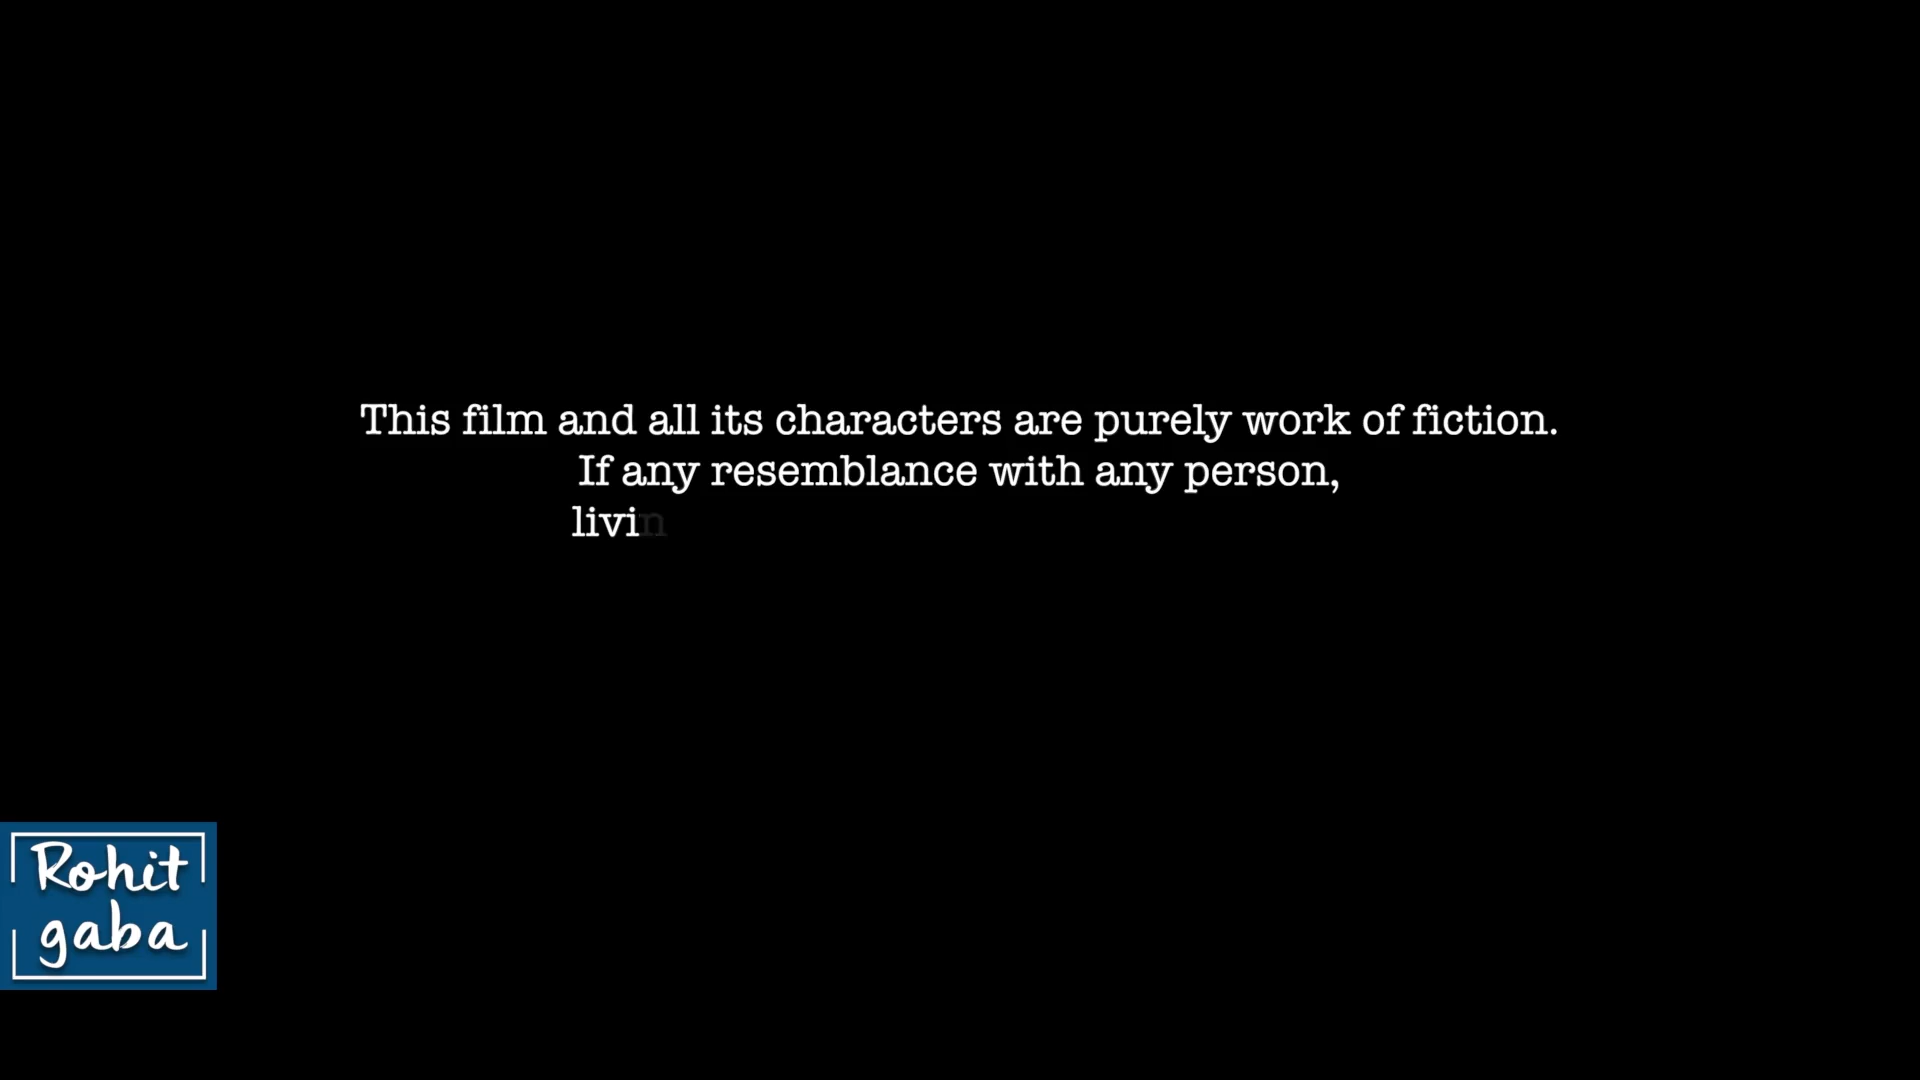 This film and all its characters are purely work of fiction.
If any resemblance with any person,
livin
Rohit
gaba